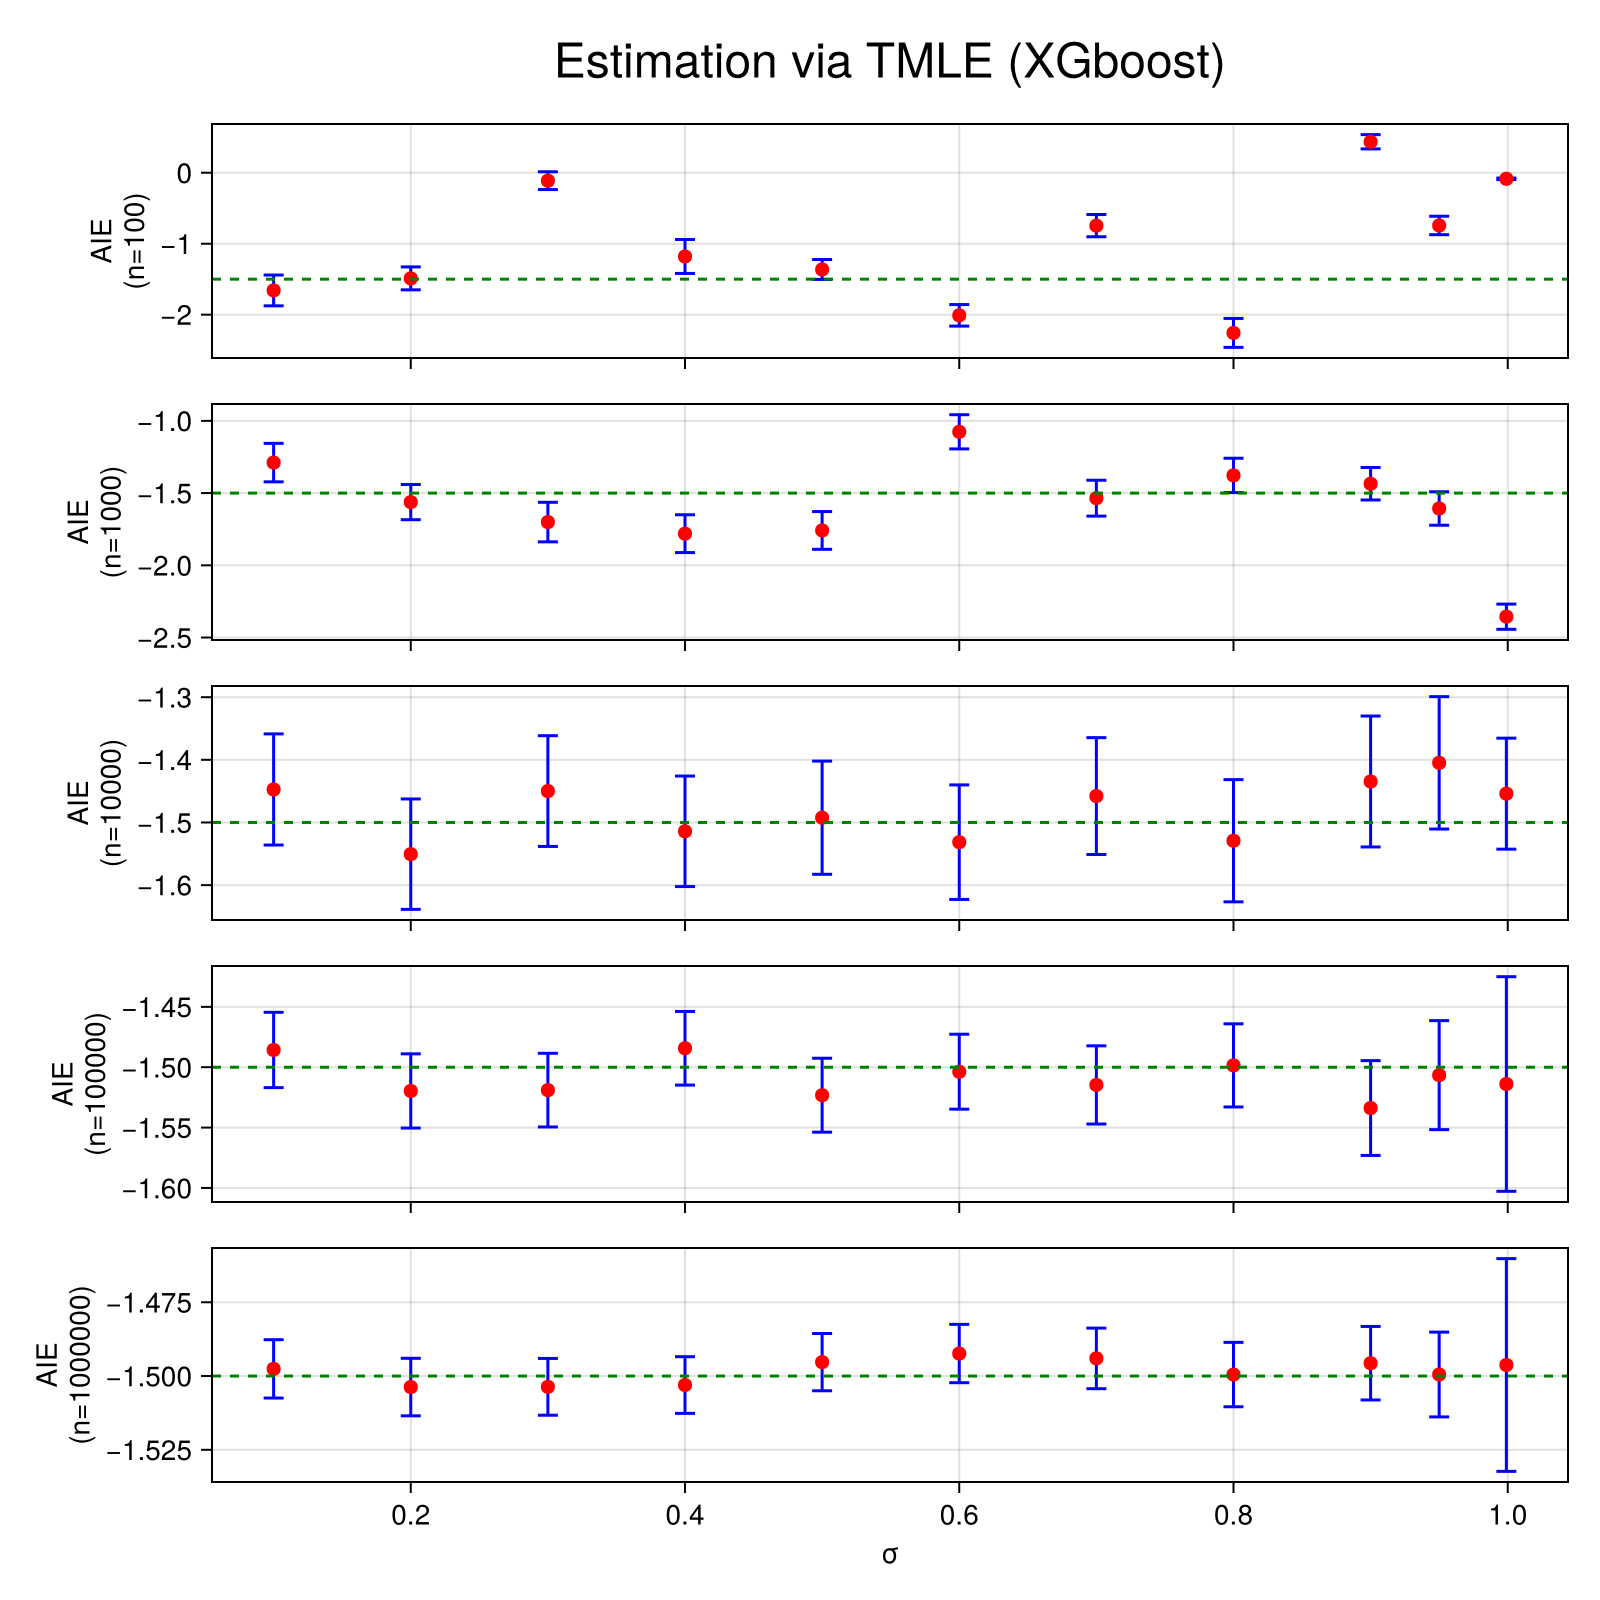 Estimation via TMLE (XGboost)
AIE
(n=100)
0
−1
−2
AIE
(n=1000)
−1.0
−1.5
−2.0
−2.5
AIE
(n=10000)
−1.3
−1.4
−1.5
−1.6
AIE
(n=100000)
−1.45
−1.50
−1.55
−1.60
AIE
(n=1000000)
−1.475
−1.500
−1.525
0.2 0.4 0.6 0.8 1.0
σ